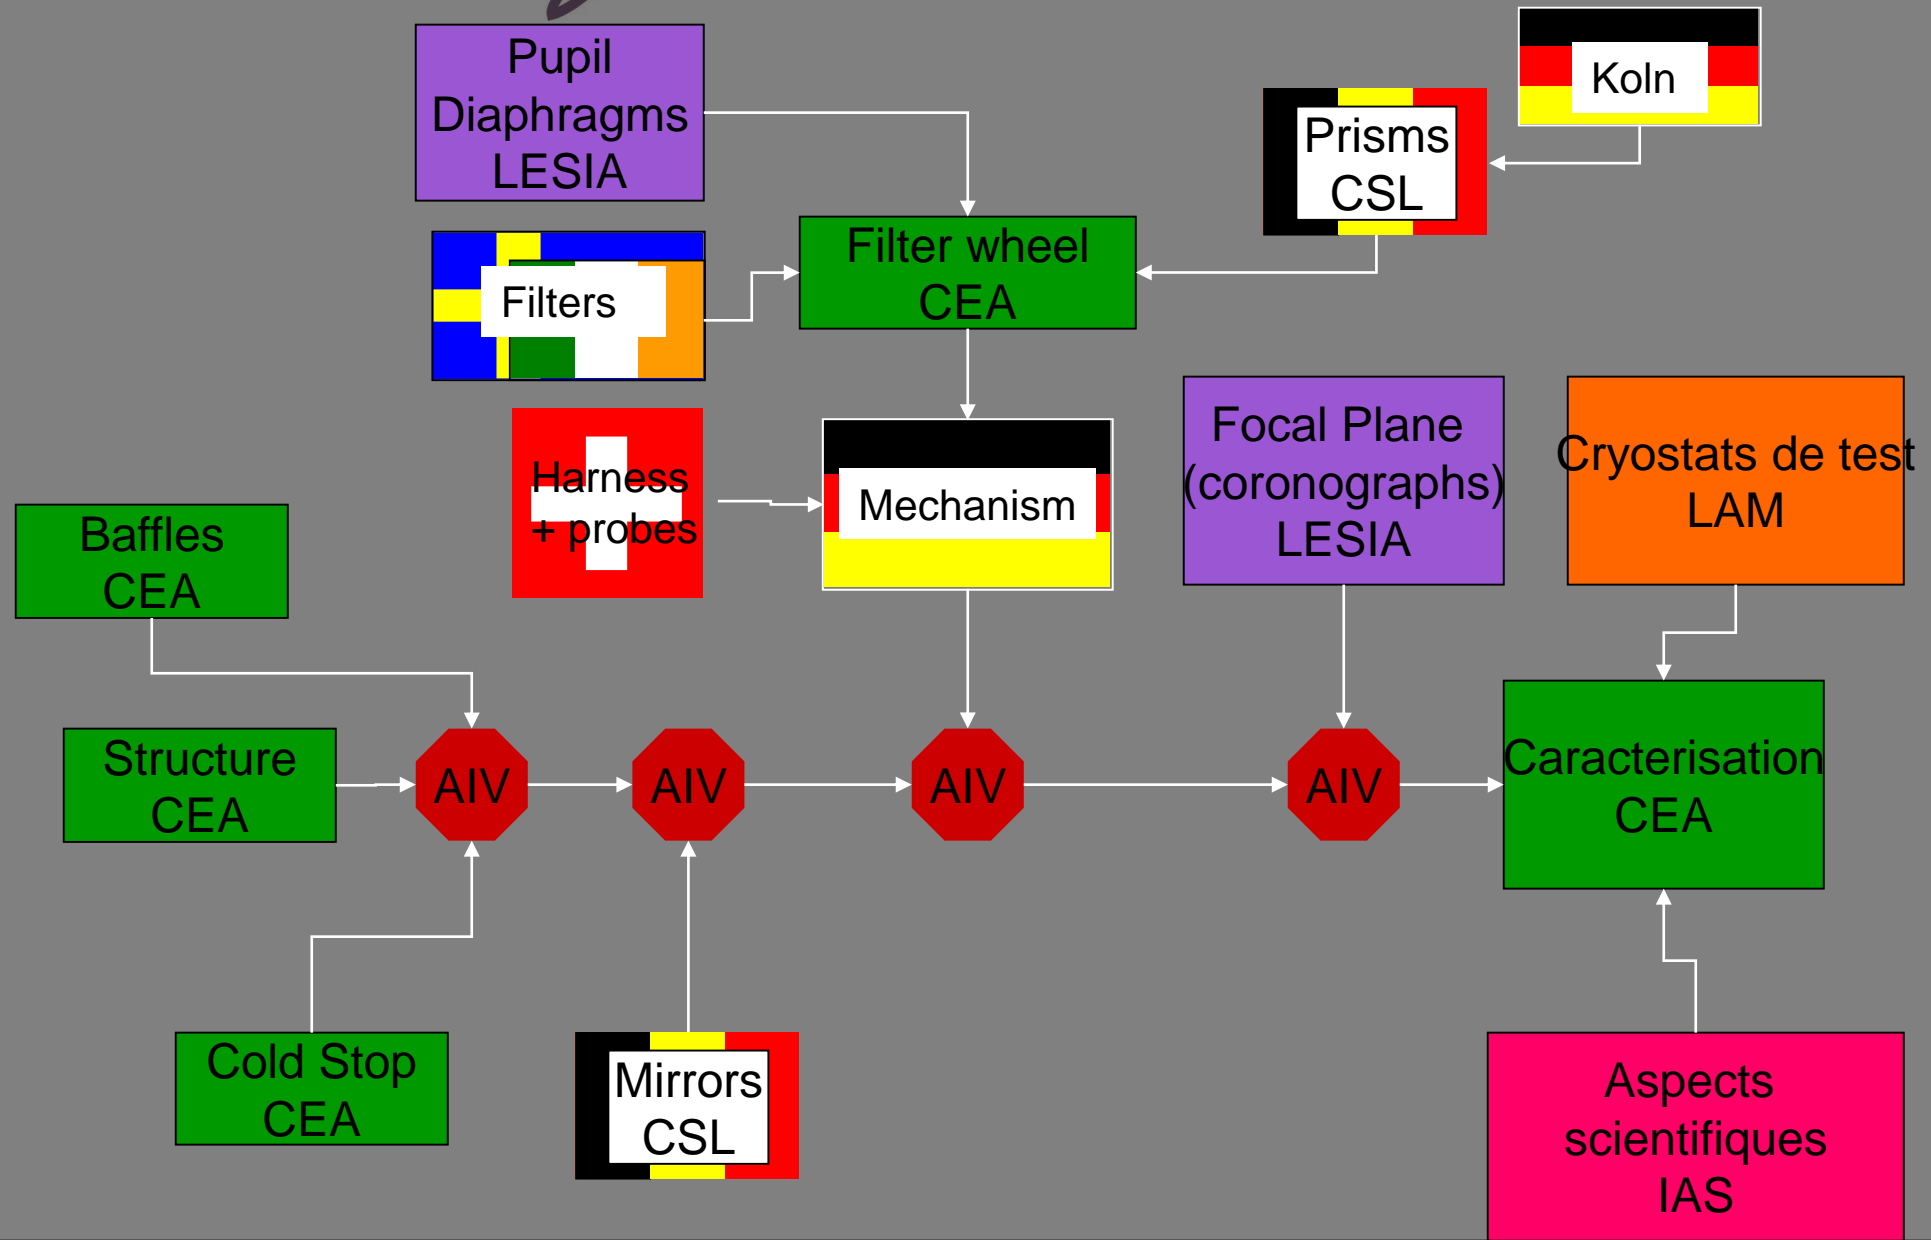 Pupil
Diaphragms
LESIA
Koln
Prisms
CSL
Filter wheel
CEA
Filters
Harness
+ probes
Mechanism
Focal Plane
(coronographs)
LESIA
Cryostats de test
LAM
Baffles
CEA
Structure
CEA
AIV
AIV
AIV
AIV
Caracterisation
CEA
Cold Stop
CEA
Mirrors
CSL
Aspects
scientifiques
IAS